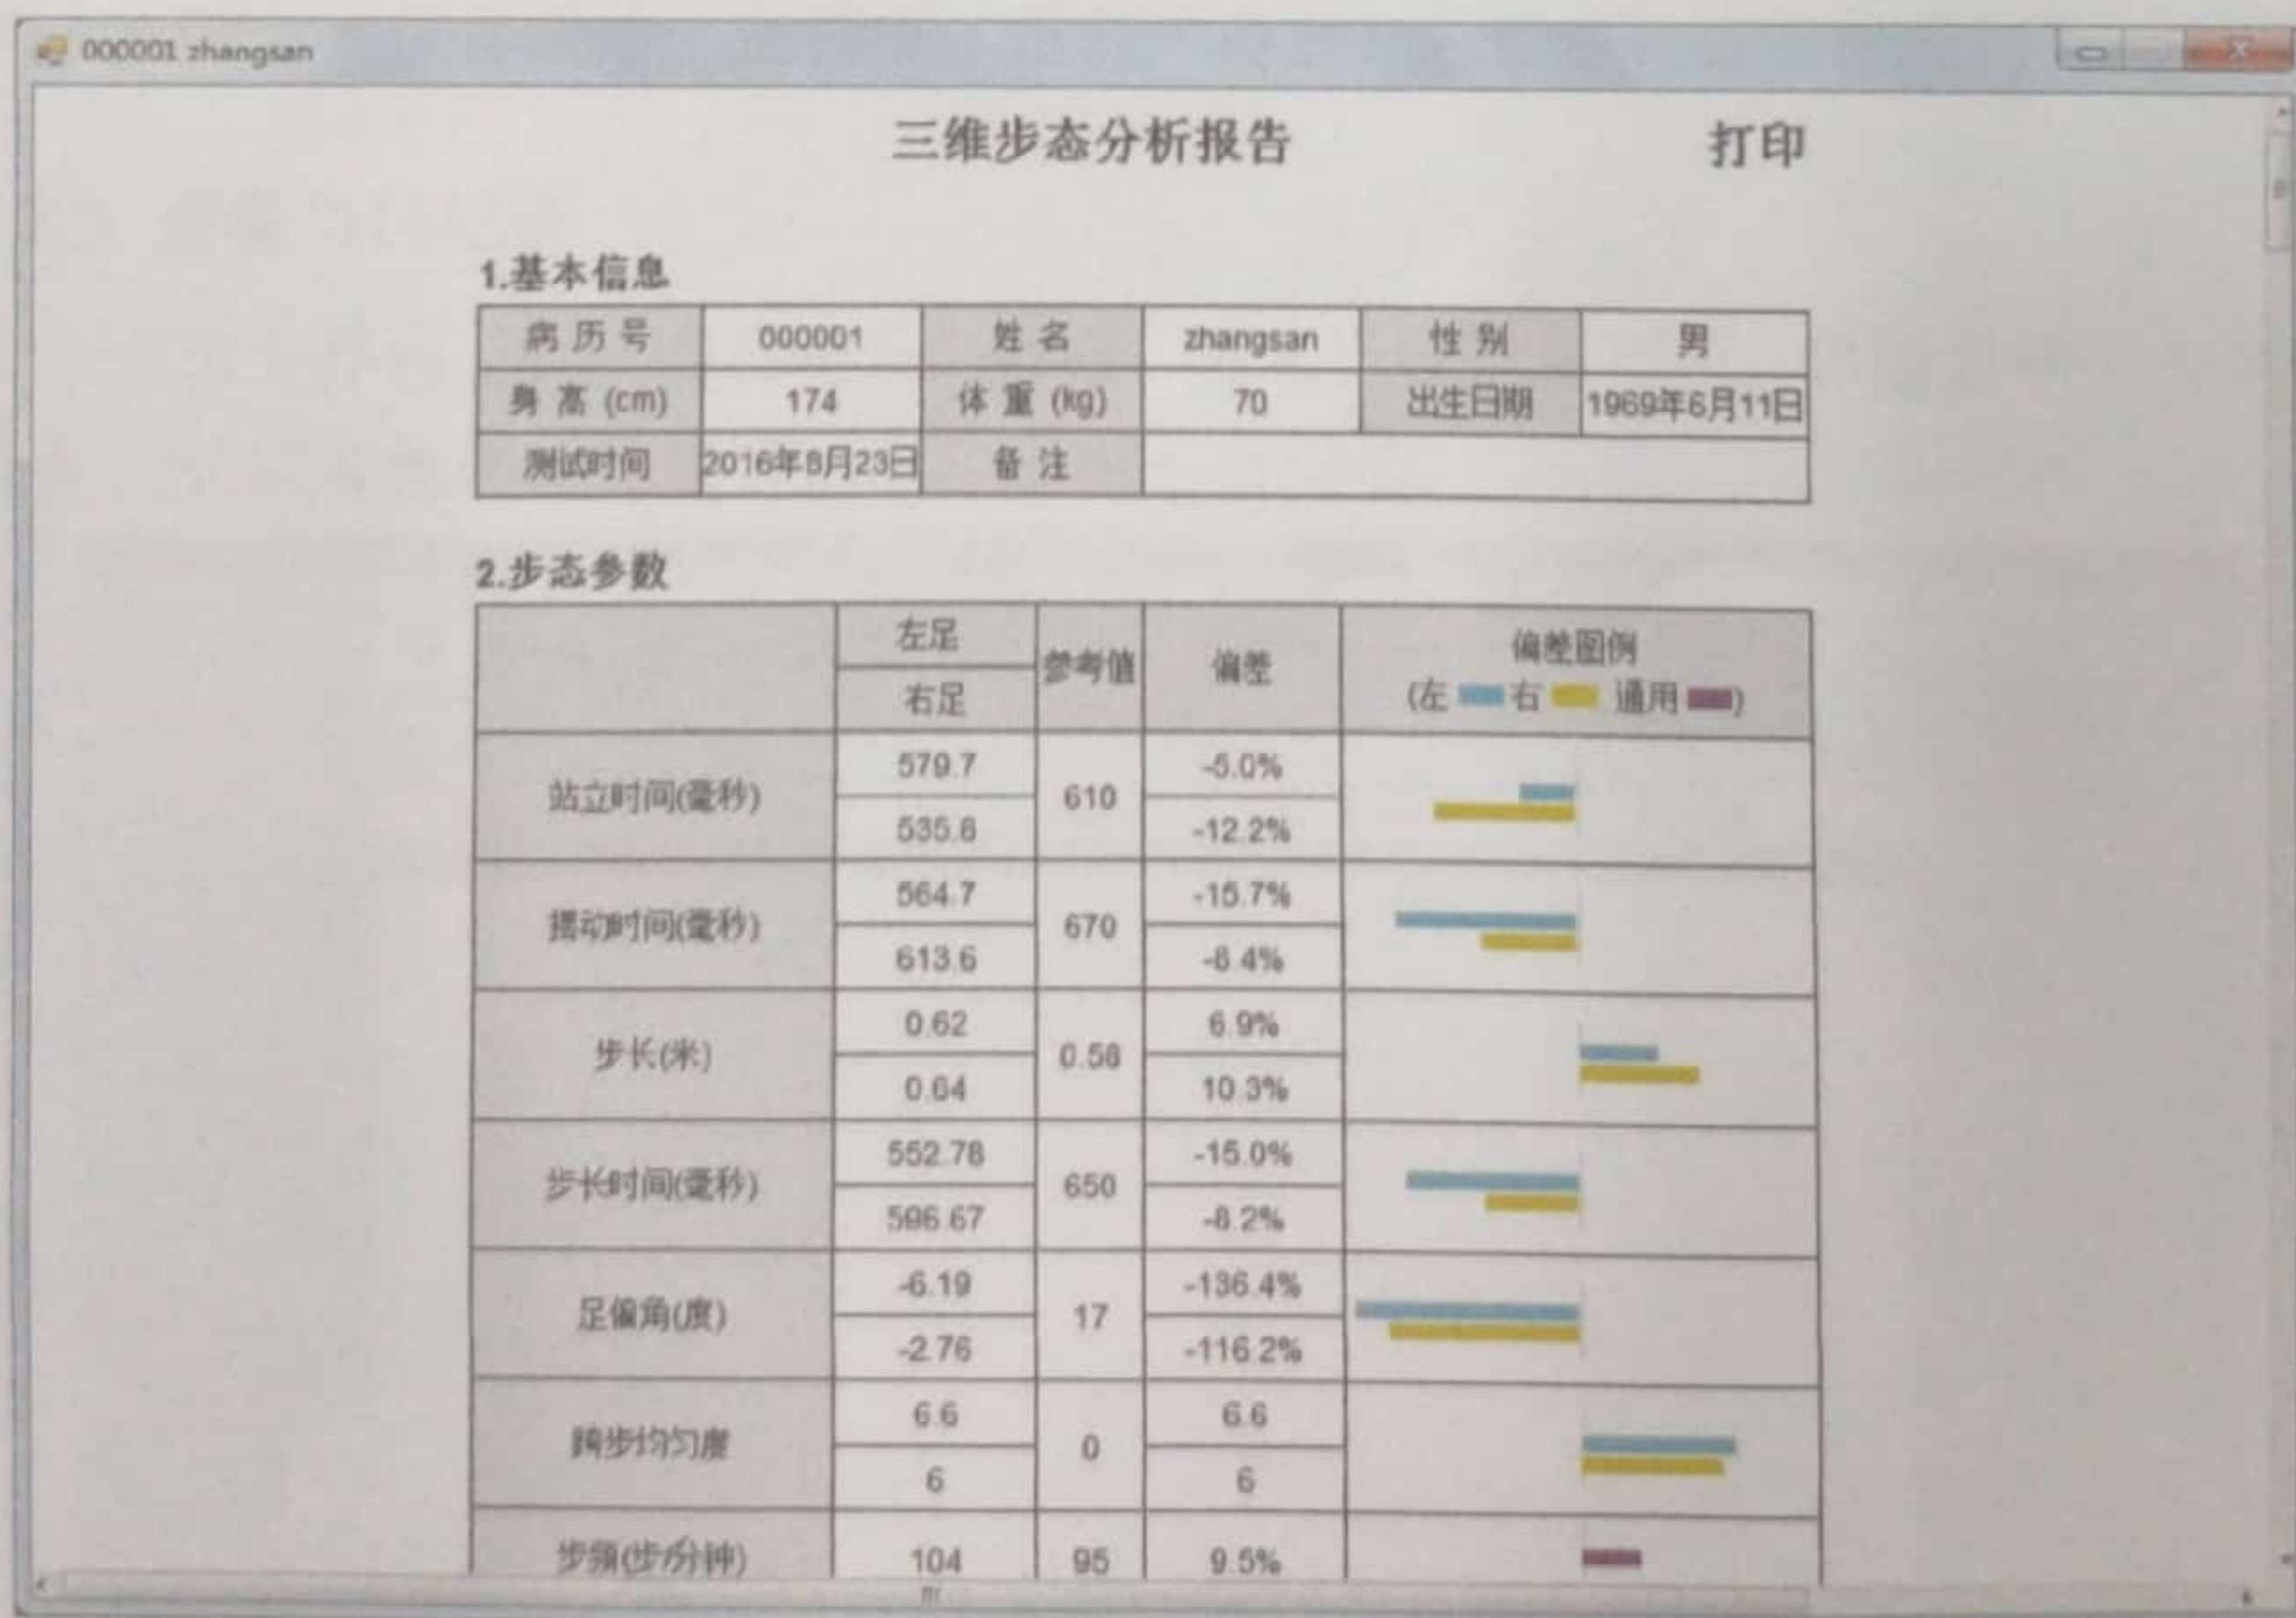 000001 zhangsan
三维步态分析报告 打印
1.基本信息
病 历 号 000001 姓 名 zhangsan 性 别 男
身 高 (cm) 174 体 重 (kg) 70 出生日期 1969年6月11日
测试时间 2016年8月23日 备 注
2.步态参数
左足
右足
参考值 偏差
偏差图例
(左 右 通用 )
站立时间(毫秒)
579.7
535.8
610
-5.0%
-12.2%
摆动时间(毫秒)
564.7
613.6
670
-15.7%
-8.4%
步长(米)
0.62
0.64
0.58
6.9%
10.3%
步长时间(毫秒)
552.78
596.67
650
-15.0%
-8.2%
足偏角(度)
-6.19
-2.76
17
-136.4%
-116.2%
跨步均匀度
6.6
6
0
6.6
6
步频(步/分钟) 104 95 9.5%